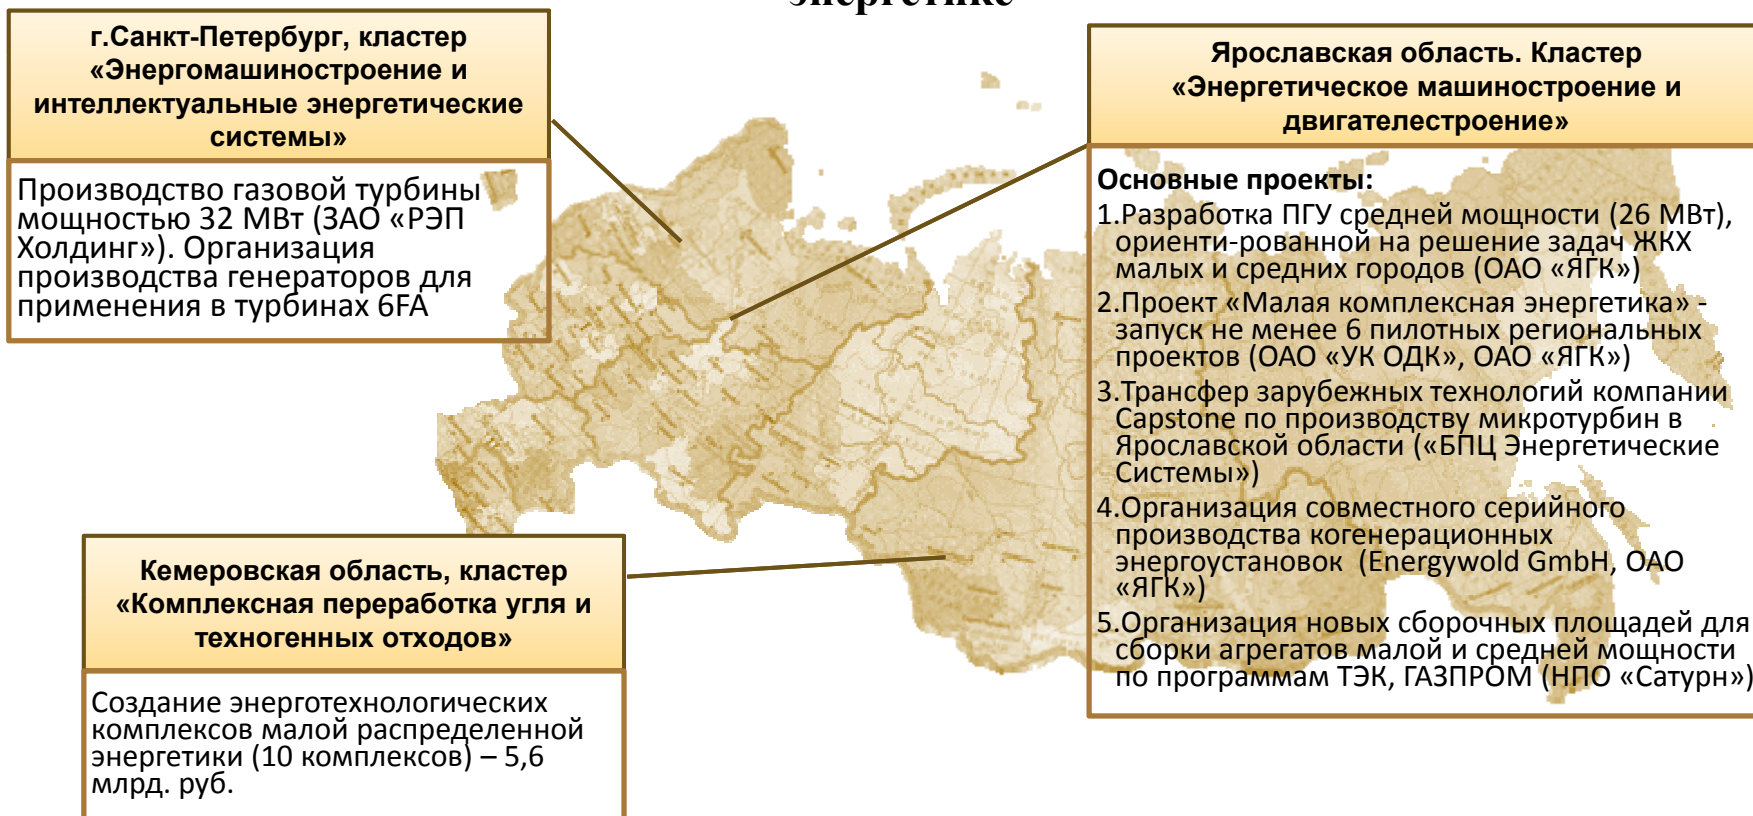 энергетике
г.Санкт-Петербург, кластер
«Энергомашиностроение и
интеллектуальные энергетические
системы»
Производство газовой турбины
мощностью 32 МВт (ЗАО «РЭП
Холдинг»). Организация
производства генераторов для
применения в турбинах 6FA
Кемеровская область, кластер
«Комплексная переработка угля и
техногенных отходов»
Создание энерготехнологических
комплексов малой распределенной
энергетики (10 комплексов) – 5,6
млрд. руб.
Ярославская область. Кластер
«Энергетическое машиностроение и
двигателестроение»
Основные проекты:
1.Разработка ПГУ средней мощности (26 МВт),
ориенти-рованной на решение задач ЖКХ
малых и средних городов (ОАО «ЯГК»)
2.Проект «Малая комплексная энергетика» -
запуск не менее 6 пилотных региональных
проектов (ОАО «УК ОДК», ОАО «ЯГК»)
3.Трансфер зарубежных технологий компании
Capstone по производству микротурбин в
Ярославской области («БПЦ Энергетические
Системы»)
4.Организация совместного серийного
производства когенерационных
энергоустановок (Energywold GmbH, ОАО
«ЯГК»)
5.Организация новых сборочных площадей для
сборки агрегатов малой и средней мощности
по программам ТЭК, ГАЗПРОМ (НПО «Сатурн»)